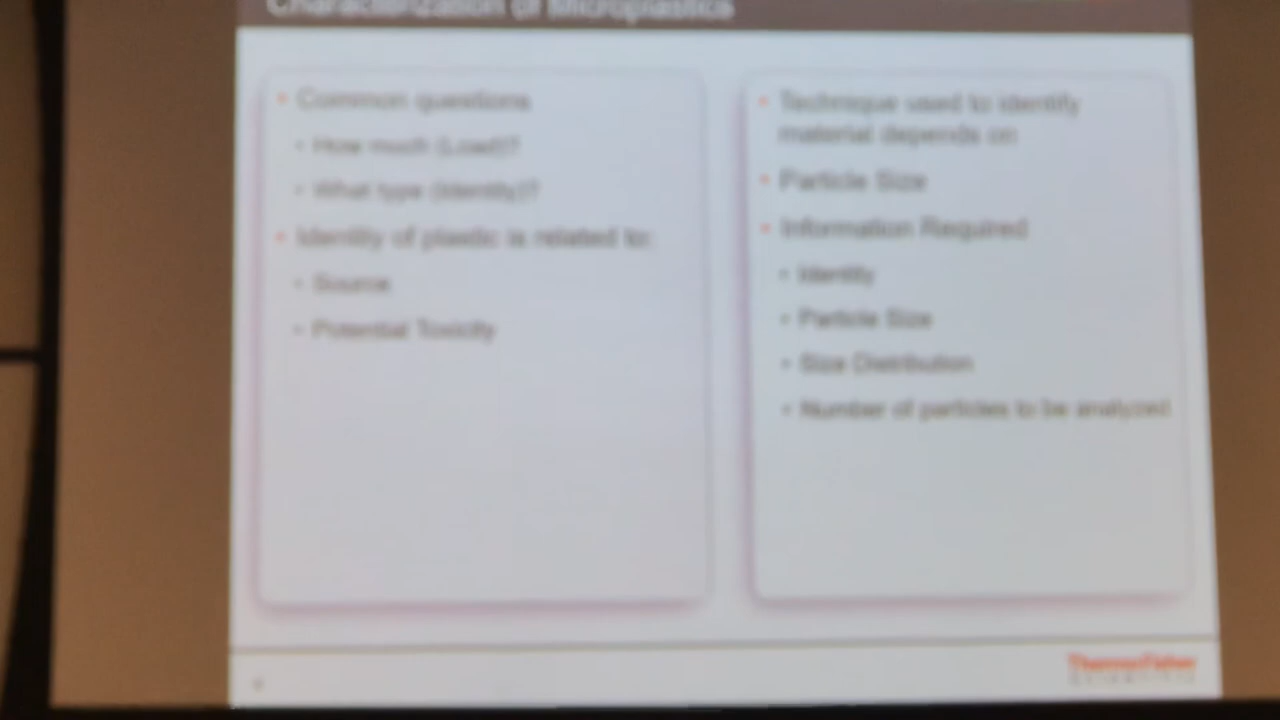 Characterization of Microplastics
Common questions
How much (Load)?
What type (Identity)?
Identity of plastic is related to:
Source
Potential Toxicity
Technique used to identify
material depends on
Particle Size
Information Required
Identity
Particle Size
Size Distribution
Number of particles to be analyzed
ThermoFisher
SCIENTIFIC